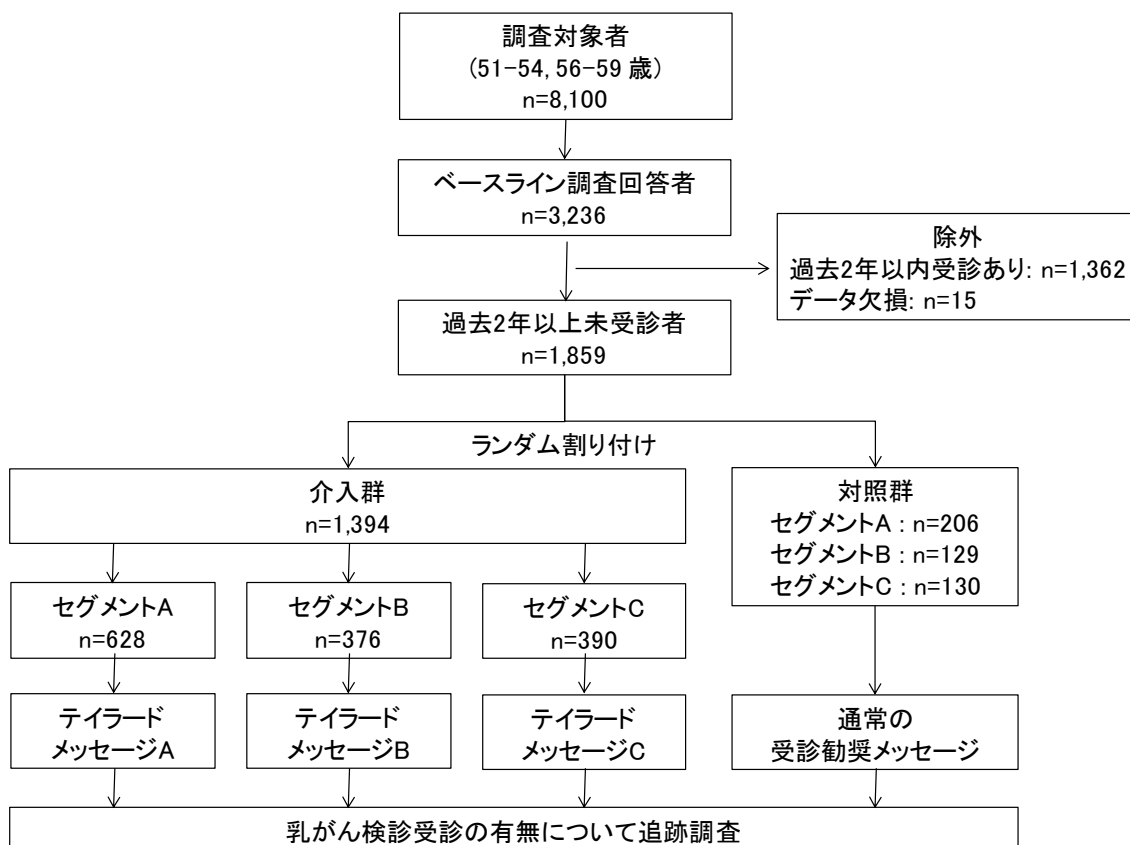 調査対象者
(51-54, 56-59 歳)
n=8,100
ベースライン調査回答者
n=3,236
除外
過去2年以内受診あり: n=1,362
データ欠損: n=15
過去2年以上未受診者
n=1,859
ランダム割り付け
介入群
n=1,394
対照群
セグメントA : n=206
セグメントB : n=129
セグメントC : n=130
セグメントA
n=628
セグメントB
n=376
セグメントC
n=390
テイラード
メッセージA
テイラード
メッセージB
テイラード
メッセージC
通常の
受診勧奨メッセージ
乳がん検診受診の有無について追跡調査